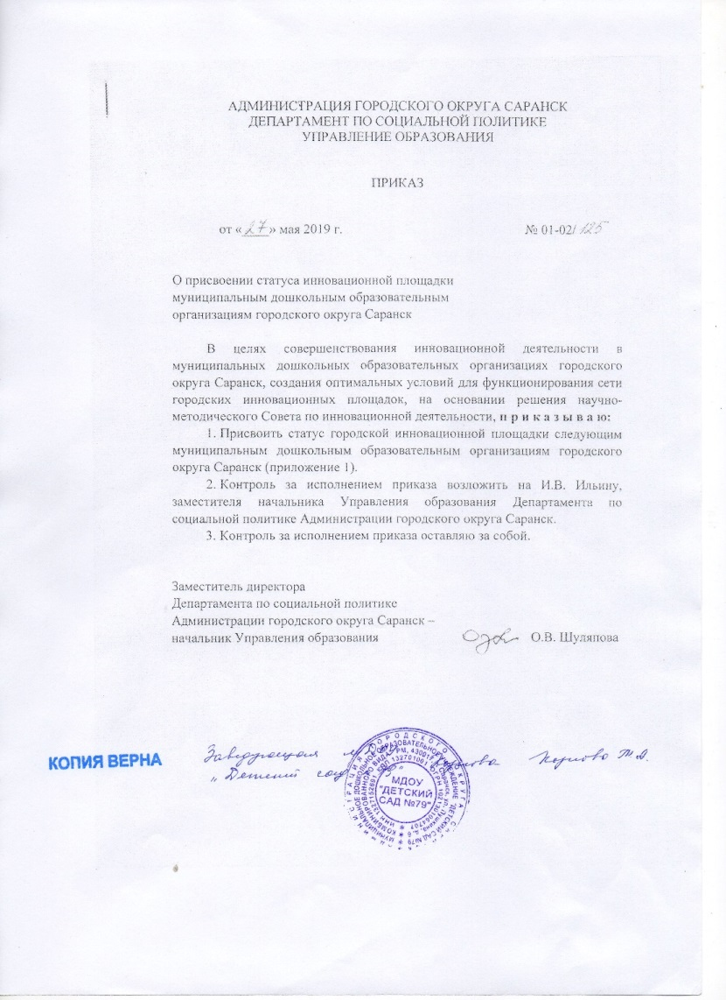 АДМИНИСТРАЦИЯ ГОРОДСКОГО ОКРУГА САРАНСК
ДЕПАРТАМЕНТ ПО СОЦИАЛЬНОЙ ПОЛИТИКЕ
УПРАВЛЕНИЕ ОБРАЗОВАНИЯ
ПРИКАЗ
от «27» мая 2019 г. № 01-02/125
О присвоении статуса инновационной площадки
муниципальным дошкольным образовательным
организациям городского округа Саранск
В целях совершенствования инновационной деятельности в
муниципальных дошкольных образовательных организациях городского
округа Саранск, создания оптимальных условий для функционирования сети
городских инновационных площадок, на основании решения научно-
методического Совета по инновационной деятельности, п р и к а з ы в а ю:
1. Присвоить статус городской инновационной площадки следующим
муниципальным дошкольным образовательным организациям городского
округа Саранск (приложение 1).
2. Контроль за исполнением приказа возложить на И.В. Ильину,
заместителя начальника Управления образования Департамента по
социальной политике Администрации городского округа Саранск.
3. Контроль за исполнением приказа оставляю за собой.
Заместитель директора
Департамента по социальной политике
Администрации городского округа Саранск –
начальник Управления образования О.В. Шуляпова
КОПИЯ ВЕРНА
Заведующая
„Детский сад
МДОУ
"ДЕТСКИЙ
САД №79"